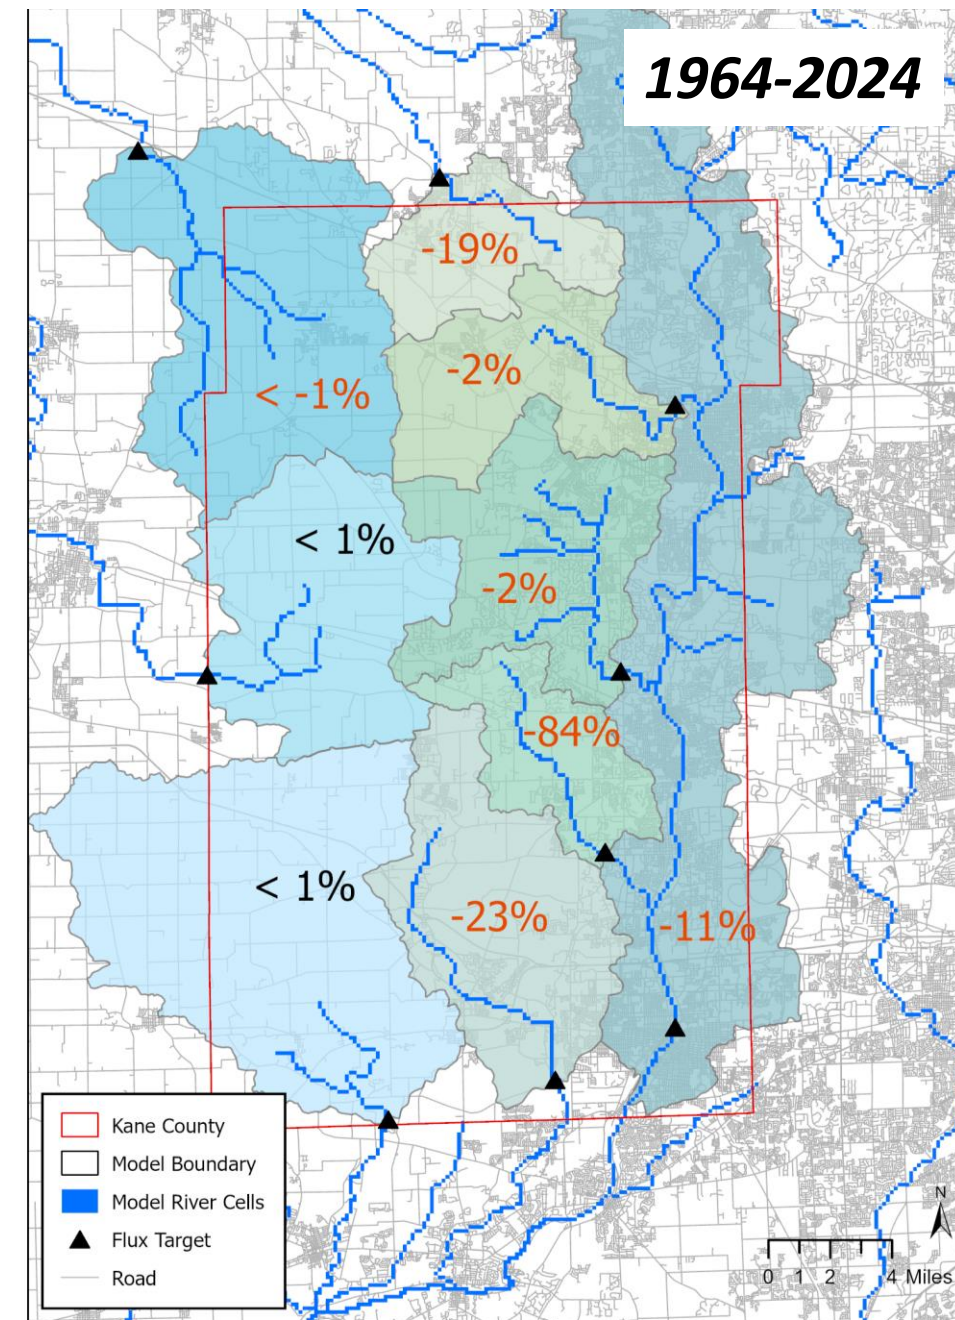 1964-2024
-19%
-2%
< -1%
< 1%
-2%
-84%
< 1%
-23%
-11%
Kane County
Model Boundary
Model River Cells
Flux Target
Road
N
0 1 2 4 Miles